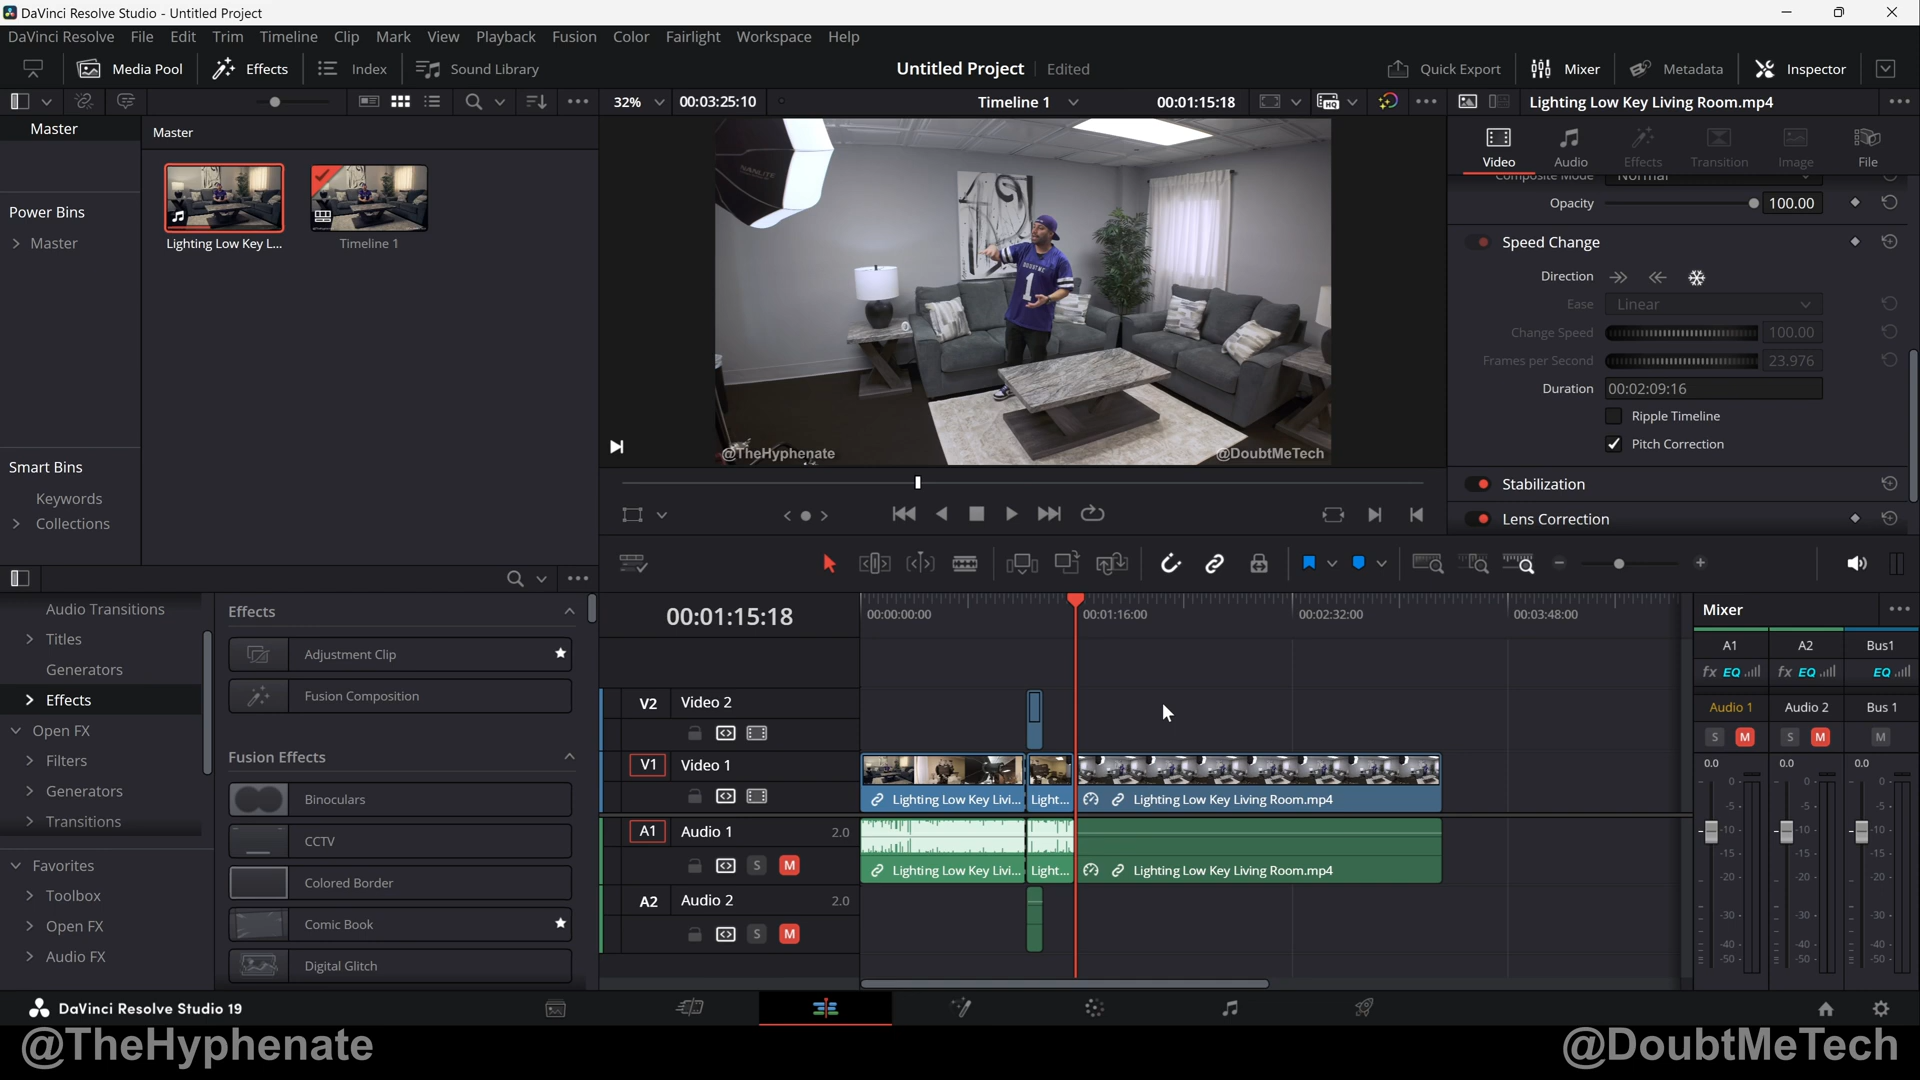 DaVinci Resolve Studio - Untitled Project
DaVinci Resolve File Edit Trim Timeline Clip Mark View Playback Fusion Color Fairlight Workspace Help
Media Pool Effects Index Sound Library Untitled Project Edited Quick Export Mixer Metadata Inspector
32% 00:03:25:10 Timeline 1 00:01:15:18 Lighting Low Key Living Room.mp4
Master
Master
Lighting Low Key L...
Timeline 1
Power Bins
Master
Smart Bins
Keywords
Collections
NANLITE
DOUBTME
1
@TheHyphenate
@DoubtMeTech
Video Audio Effects Transition Image File
Composite Mode Normal
Opacity 100.00
Speed Change
Direction
Ease Linear
Change Speed 100.00
Frames per Second 23.976
Duration 00:02:09:16
Ripple Timeline
Pitch Correction
Stabilization
Lens Correction
Audio Transitions
Titles
Generators
Effects
Open FX
Filters
Generators
Transitions
Favorites
Toolbox
Open FX
Audio FX
Effects
Adjustment Clip
Fusion Composition
Fusion Effects
Binoculars
CCTV
Colored Border
Comic Book
Digital Glitch
00:01:15:18
00:00:00:00 00:01:16:00 00:02:32:00 00:03:48:00
V2 Video 2
V1 Video 1
Lighting Low Key Livi... Light... Lighting Low Key Living Room.mp4
A1 Audio 1 2.0
S M
Lighting Low Key Livi... Light... Lighting Low Key Living Room.mp4
A2 Audio 2 2.0
S M
Mixer
A1 A2 Bus1
fx EQ fx EQ EQ
Audio 1 Audio 2 Bus 1
S M S M M
0.0 0.0 0.0
0 0 0
-5 -5 -5
-10 -10 -10
-15 -15 -15
-20 -20 -20
-30 -30 -30
-40 -40 -40
-50 -50 -50
DaVinci Resolve Studio 19
@TheHyphenate
@DoubtMeTech